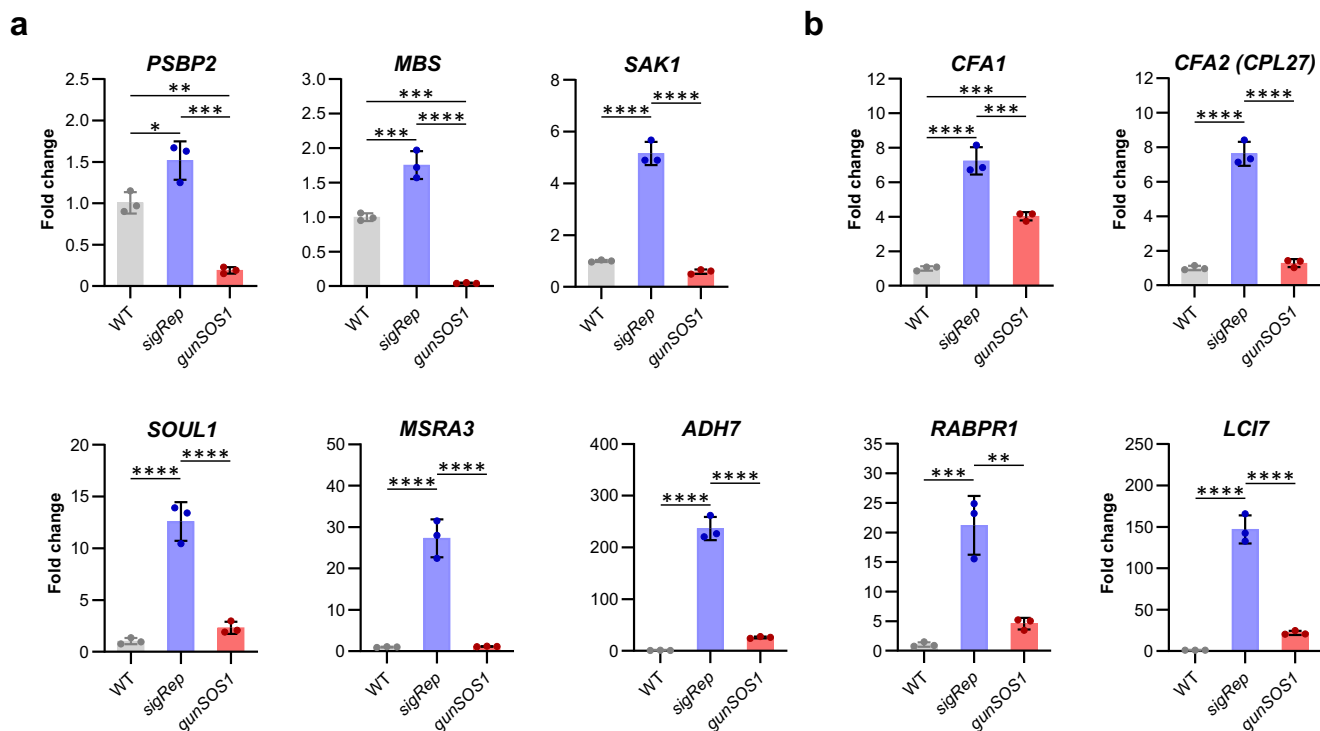 a
PSBP2
Fold change
2.5
2.0
1.5
1.0
0.5
0
**
***
*
WT
sigRep
gunSOS1
MBS
3.0
2.5
2.0
1.5
1.0
0.5
0
***
****
***
WT
sigRep
gunSOS1
SAK1
8
6
4
2
0
****
****
WT
sigRep
gunSOS1
b
CFA1
Fold change
12
10
8
6
4
2
0
***
***
****
WT
sigRep
gunSOS1
CFA2 (CPL27)
Fold change
12
10
8
6
4
2
0
****
****
WT
sigRep
gunSOS1
SOUL1
Fold change
20
15
10
5
0
****
****
WT
sigRep
gunSOS1
MSRA3
50
40
30
20
10
0
****
****
WT
sigRep
gunSOS1
ADH7
400
300
200
100
0
****
****
WT
sigRep
gunSOS1
RABPR1
Fold change
35
30
25
20
15
10
5
0
**
***
WT
sigRep
gunSOS1
LCI7
Fold change
250
200
150
100
50
0
****
****
WT
sigRep
gunSOS1